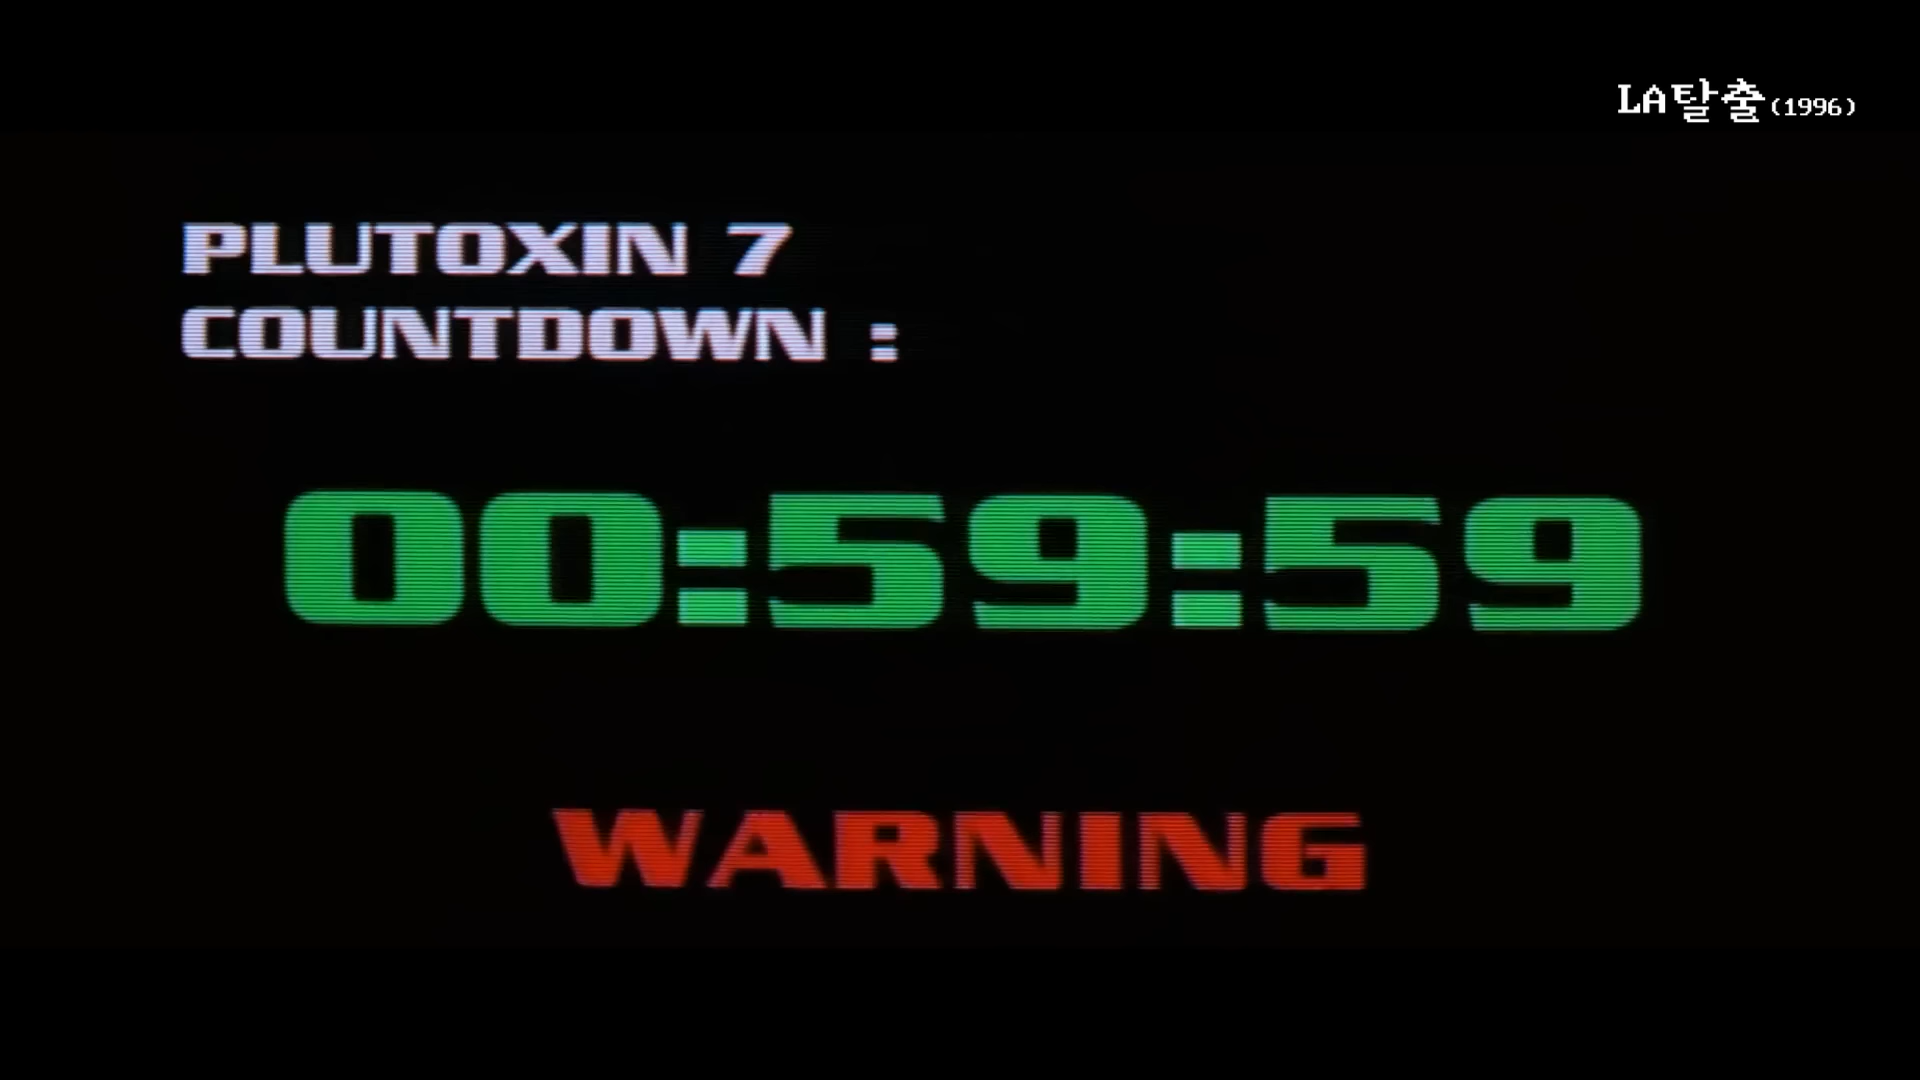 LA탈출(1996)
PLUTOXIN 7
COUNTDOWN :
00:59:59
WARNING